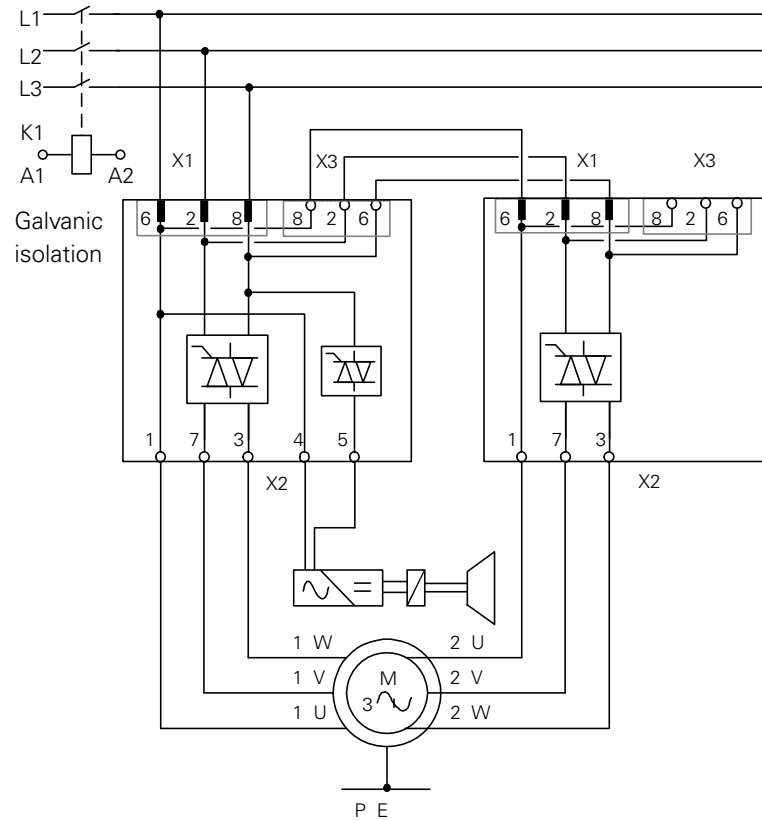 L1
L2
L3
K1
A1 A2
X1 X3 X1 X3
Galvanic
isolation
6 2 8 8 2 6
6 2 8 8 2 6
1 7 3 4 5
1 7 3
X2
X2
1 W 2 U
1 V M 2 V
3
1 U 2 W
P E